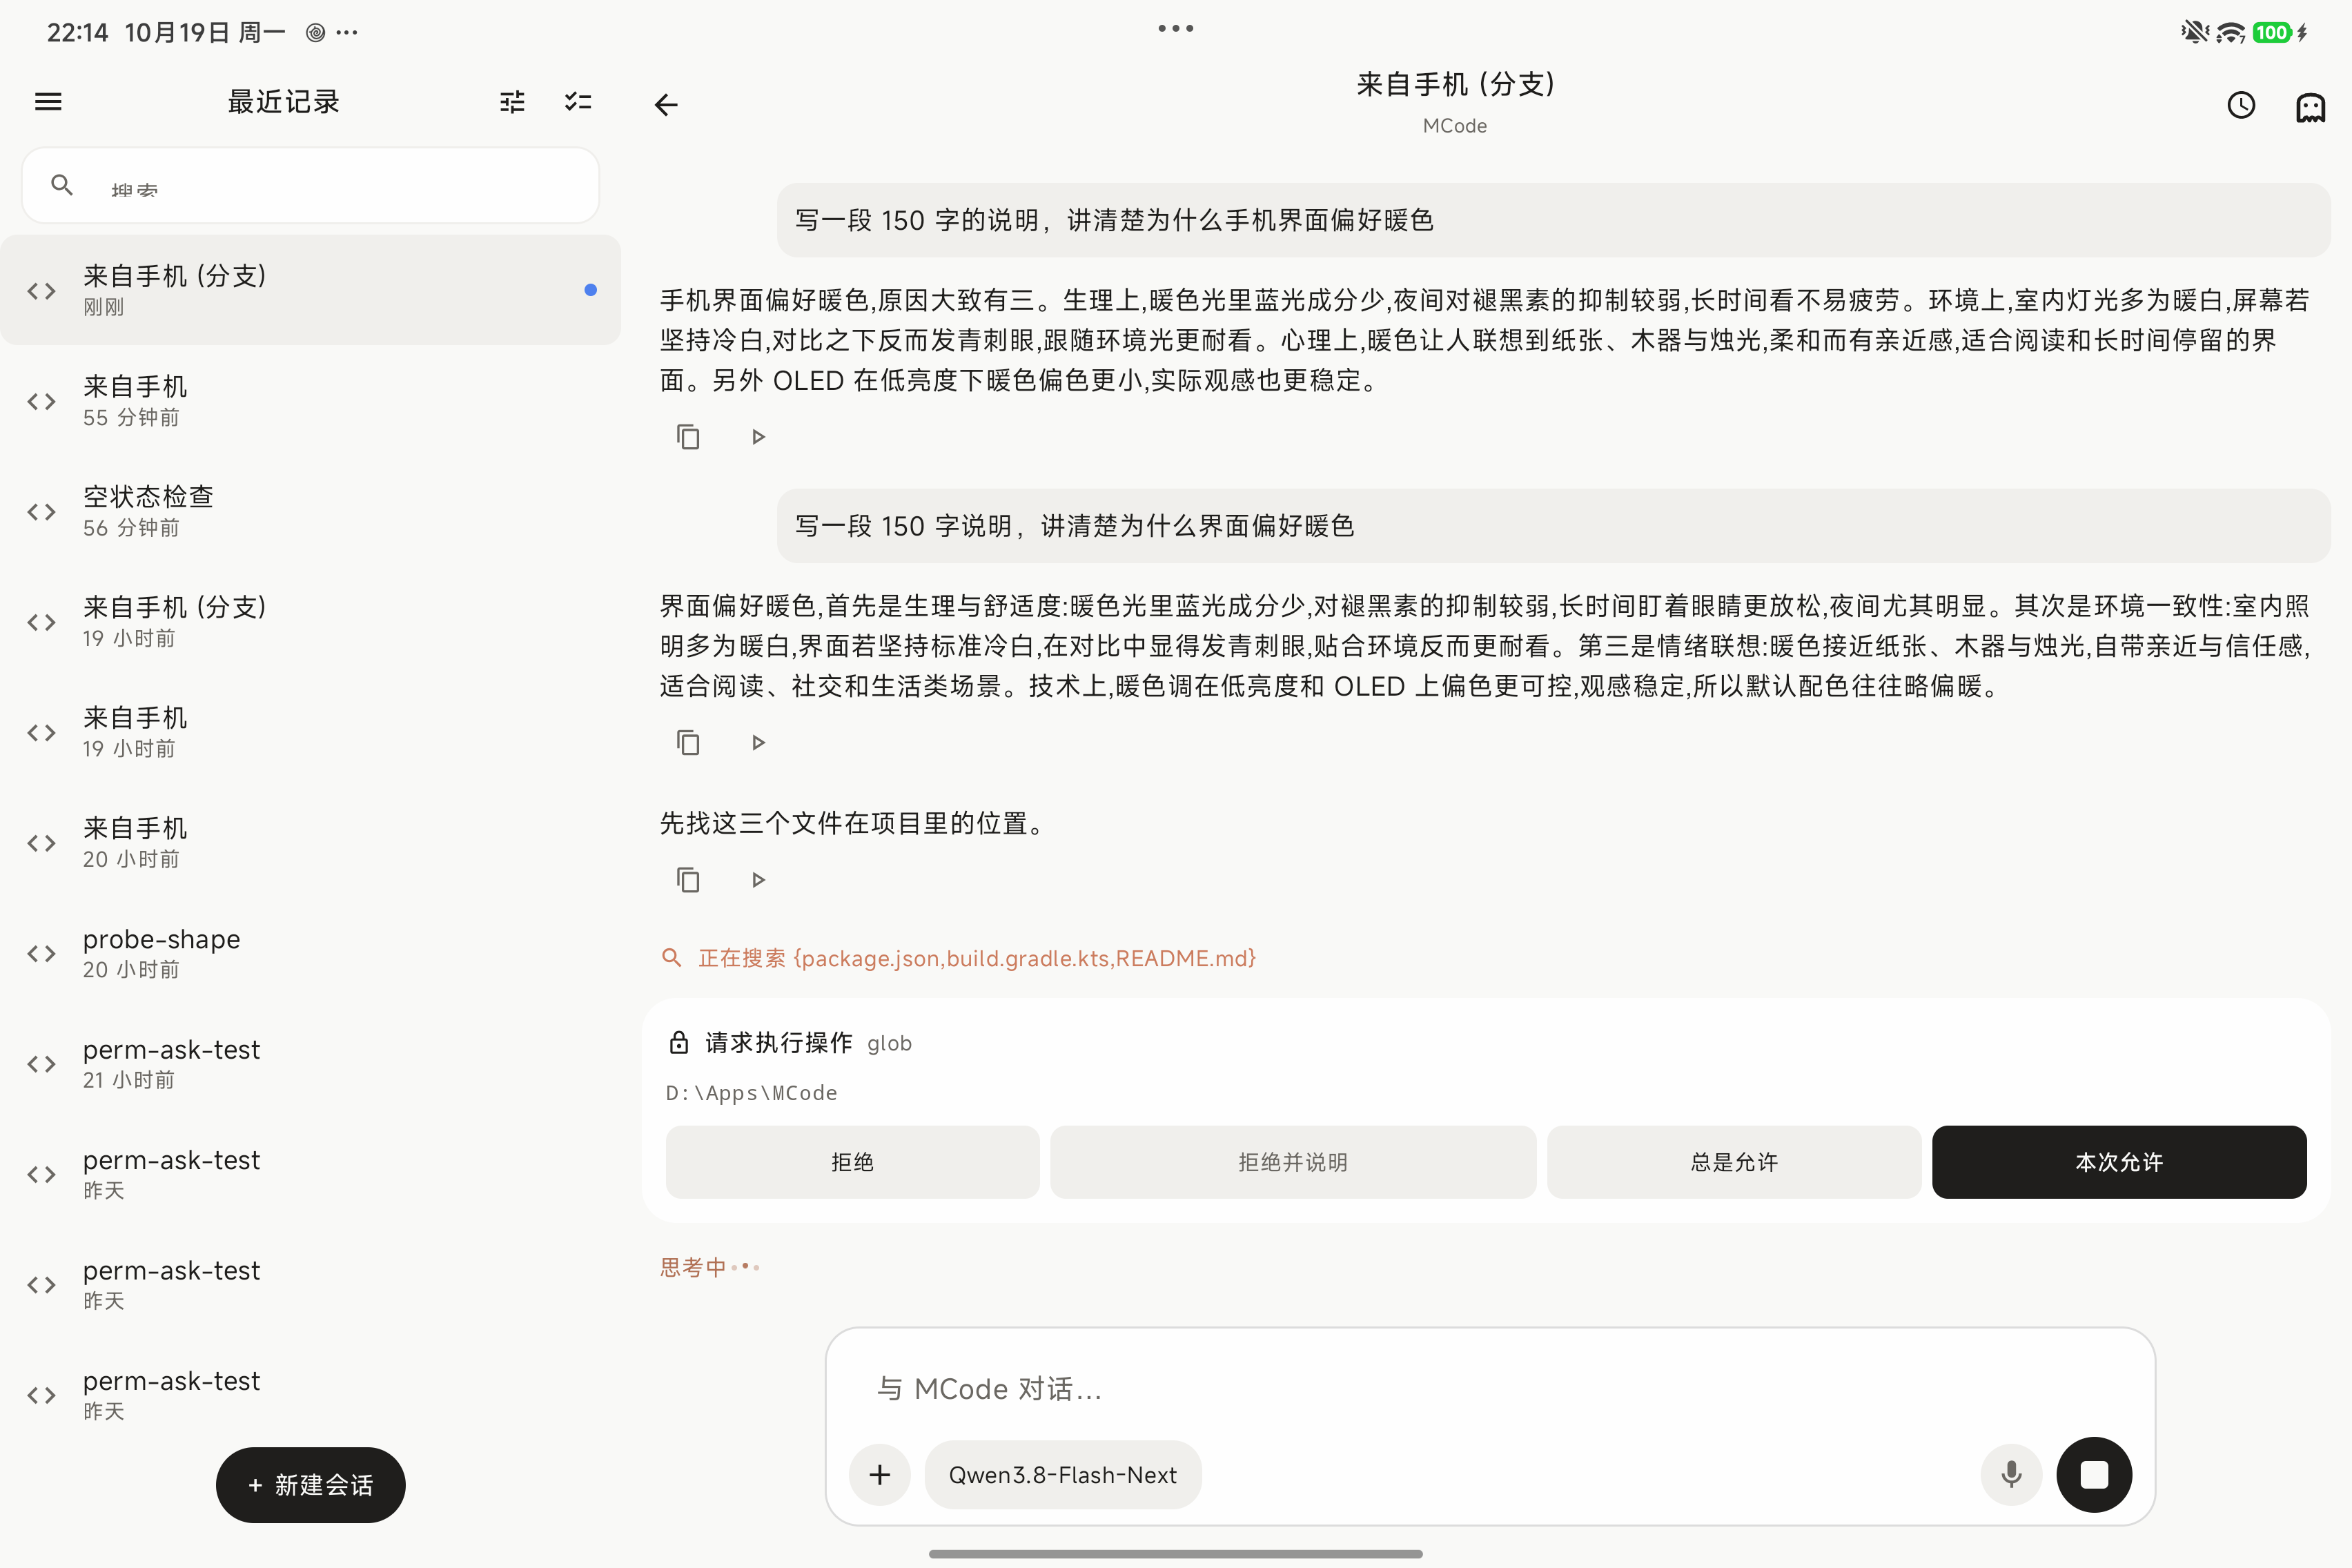 22:14 10月19日 周一
100
最近记录
搜索
来自手机 (分支)
刚刚
来自手机
55 分钟前
空状态检查
56 分钟前
来自手机 (分支)
19 小时前
来自手机
19 小时前
来自手机
20 小时前
probe-shape
20 小时前
perm-ask-test
21 小时前
perm-ask-test
昨天
perm-ask-test
昨天
perm-ask-test
昨天
+ 新建会话
来自手机 (分支)
MCode
写一段 150 字的说明，讲清楚为什么手机界面偏好暖色
手机界面偏好暖色,原因大致有三。生理上,暖色光里蓝光成分少,夜间对褪黑素的抑制较弱,长时间看不易疲劳。环境上,室内灯光多为暖白,屏幕若
坚持冷白,对比之下反而发青刺眼,跟随环境光更耐看。心理上,暖色让人联想到纸张、木器与烛光,柔和而有亲近感,适合阅读和长时间停留的界
面。另外 OLED 在低亮度下暖色偏色更小,实际观感也更稳定。
写一段 150 字说明，讲清楚为什么界面偏好暖色
界面偏好暖色,首先是生理与舒适度:暖色光里蓝光成分少,对褪黑素的抑制较弱,长时间盯着眼睛更放松,夜间尤其明显。其次是环境一致性:室内照
明多为暖白,界面若坚持标准冷白,在对比中显得发青刺眼,贴合环境反而更耐看。第三是情绪联想:暖色接近纸张、木器与烛光,自带亲近与信任感,
适合阅读、社交和生活类场景。技术上,暖色调在低亮度和 OLED 上偏色更可控,观感稳定,所以默认配色往往略偏暖。
先找这三个文件在项目里的位置。
正在搜索 {package.json,build.gradle.kts,README.md}
请求执行操作 glob
D:\Apps\MCode
拒绝
拒绝并说明
总是允许
本次允许
思考中
与 MCode 对话...
+
Qwen3.8-Flash-Next